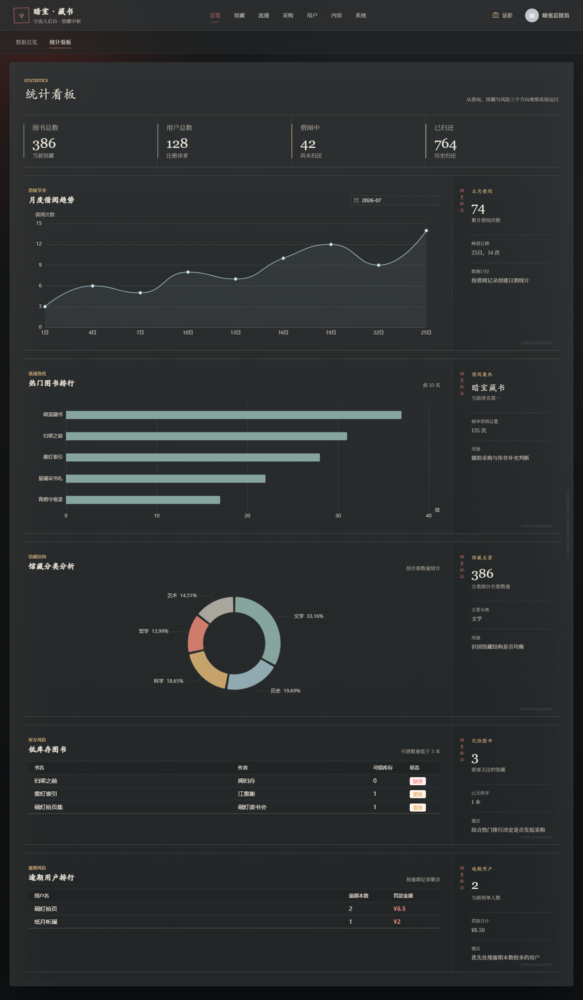 守
暗室 · 藏书
守夜人后台 · 馆藏中枢
总览 馆藏 流通 采购 用户 内容 系统
显影
暗 暗室总馆员
数据总览 统计看板
STATISTICS
统计看板
从借阅、馆藏与风险三个方向观察系统运行
图书总数
386
当前馆藏
用户总数
128
注册读者
借阅中
42
尚未归还
已归还
764
历史归还
借阅节奏
月度借阅趋势
2026-07
借阅次数
15
12
9
6
3
0
1日 4日 7日 10日 13日 16日 19日 22日 25日
馆员批注
本月借阅
74
累计借阅次数
峰值日期
25日，14 次
数据口径
按借阅记录创建日期统计
LIVE CATALOGUE
流通热度
热门图书排行
前 10 名
暗室藏书
归架之前
雾灯索引
星阑采书札
青梧守卷录
0 10 20 30 40
借
馆员批注
借阅最热
暗室藏书
当前排名第一
榜单借阅总量
135 次
用途
辅助采购与库存补充判断
LIVE CATALOGUE
馆藏结构
馆藏分类分析
按在册数量统计
艺术 14.51%
文学 33.16%
哲学 13.99%
科学 18.65%
历史 19.69%
馆员批注
馆藏总量
386
分类统计在册数量
主要分类
文学
用途
识别馆藏结构是否均衡
LIVE CATALOGUE
库存风险
低库存图书
可借数量低于 3 本
书名 作者 可借库存 状态
归架之前 闻归舟 0 缺货
雾灯索引 江雾衡 1 紧张
砚灯拾页集 砚灯读书会 1 紧张
馆员批注
风险图书
3
需要关注的馆藏
已无库存
1 本
建议
结合热门排行决定是否发起采购
LIVE CATALOGUE
逾期风险
逾期用户排行
按逾期记录聚合
用户名 逾期本数 罚款金额
砚灯拾页 2 ¥6.5
纸月听澜 1 ¥2
馆员批注
逾期用户
2
当前榜单人数
罚款合计
¥8.50
建议
优先处理逾期本数较多的用户
LIVE CATALOGUE